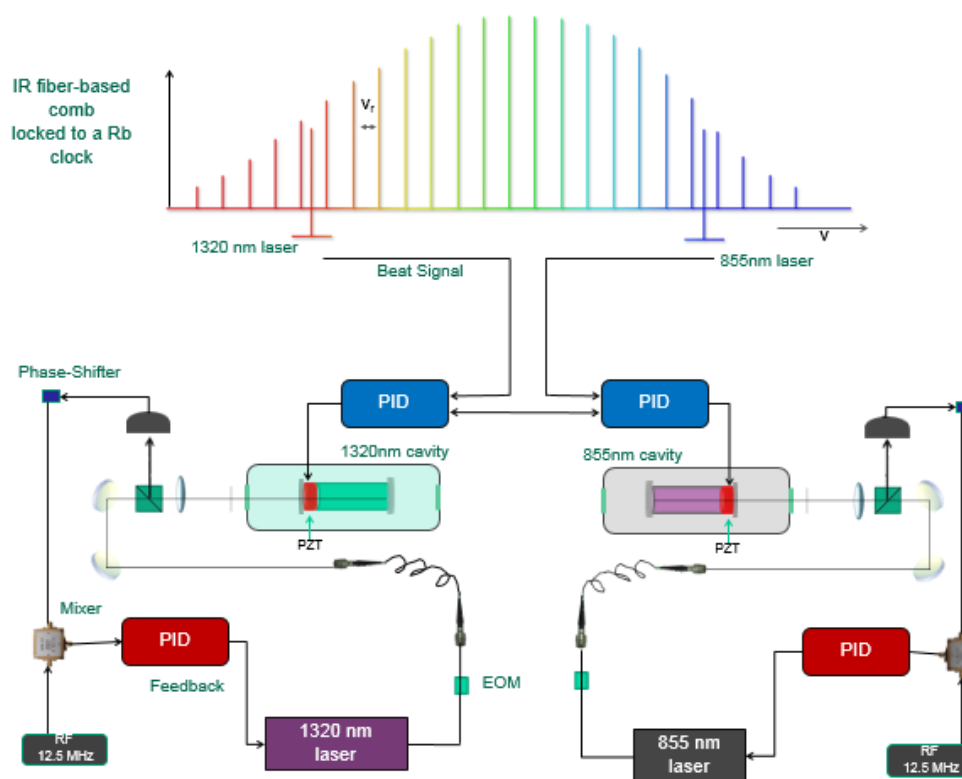 IR fiber-based
comb
locked to a Rb
clock
νr
ν
1320 nm laser
855nm laser
Beat Signal
Phase-Shifter
PID
PID
1320nm cavity
855nm cavity
PZT
PZT
Mixer
PID
PID
Feedback
EOM
1320 nm
laser
855 nm
laser
RF
12.5 MHz
RF
12.5 MHz